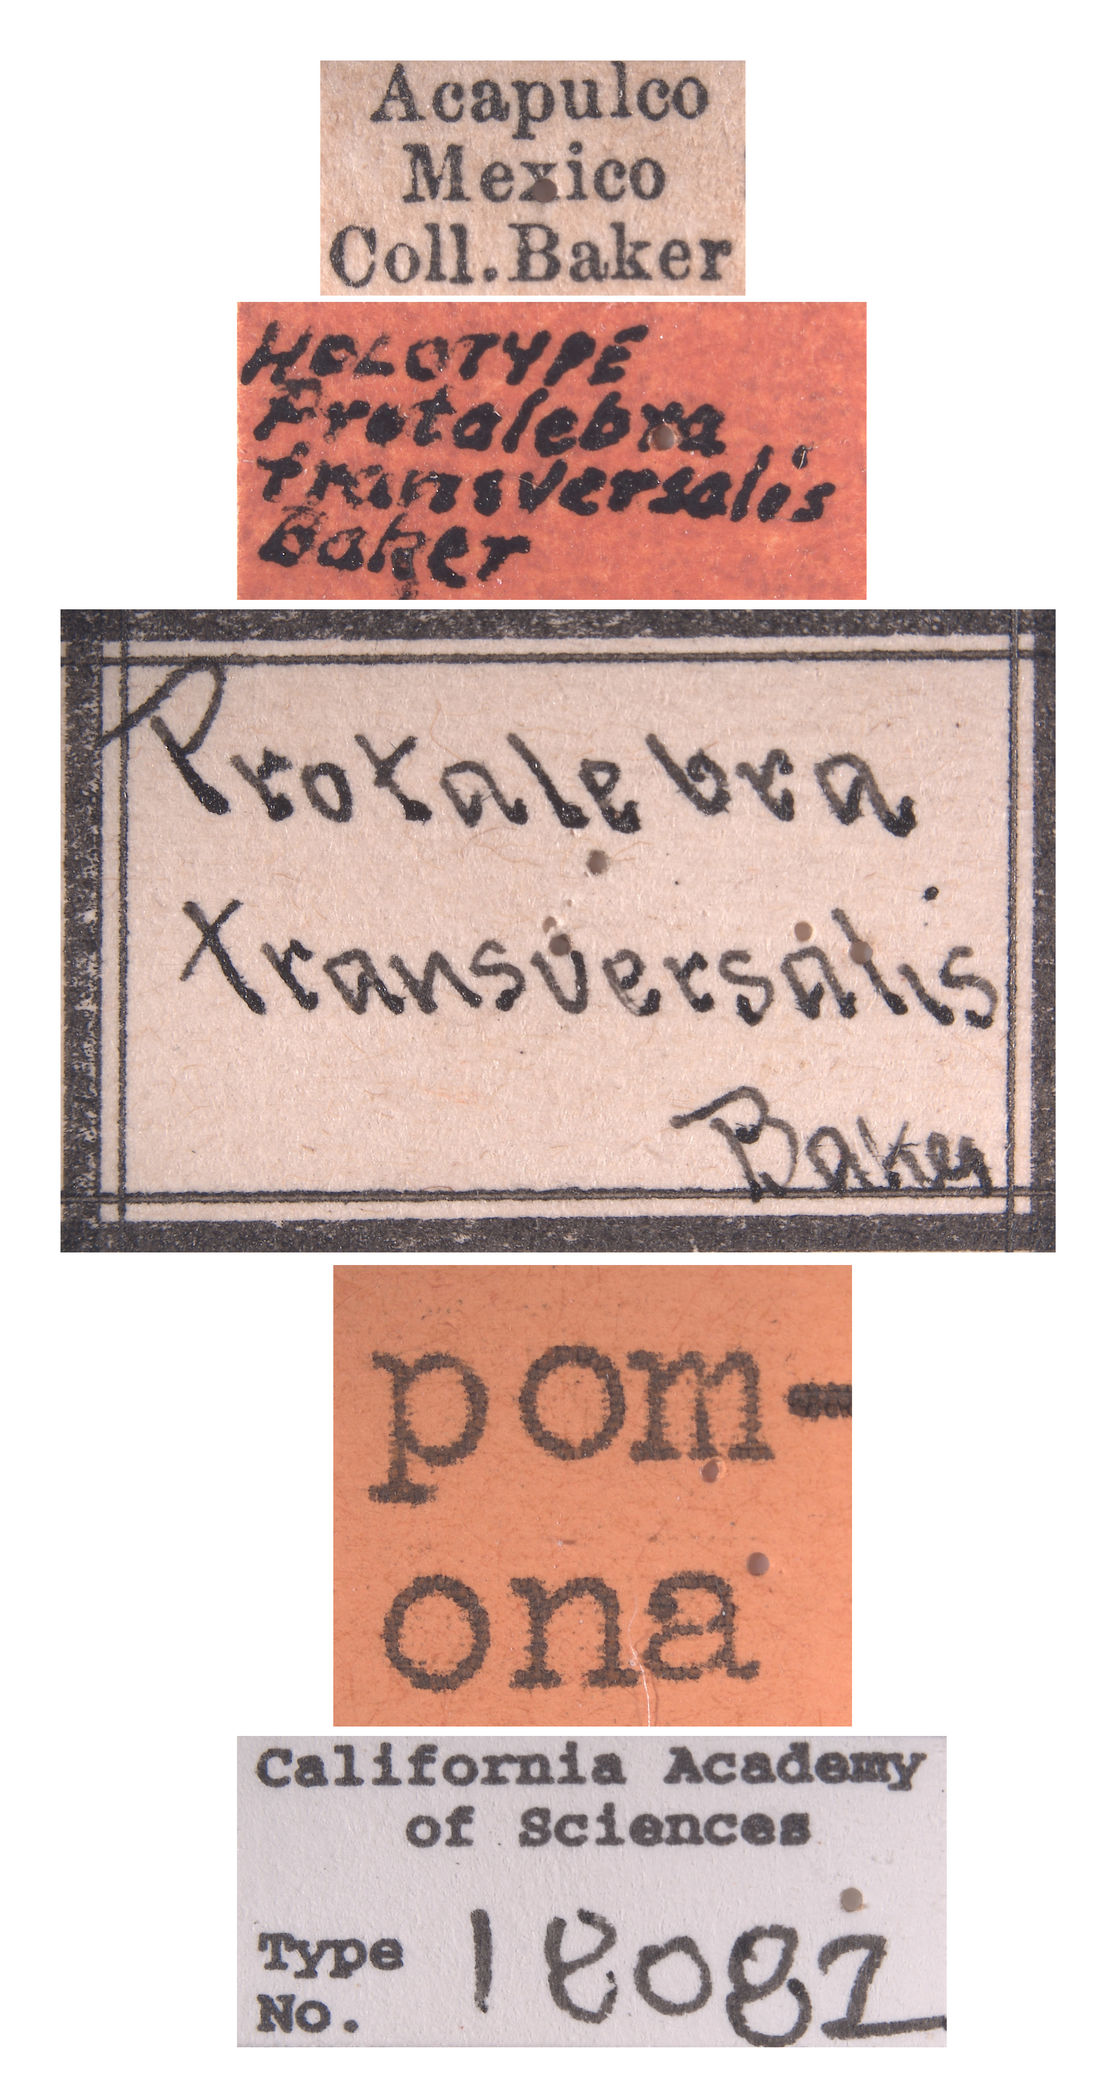 Acapulco
Mexico
Coll. Baker
HOLOTYPE
Protalebra
transversalis
Baker
Protalebra
transversalis
Baker
pom-
ona
California Academy
of Sciences
Type
No. 18082